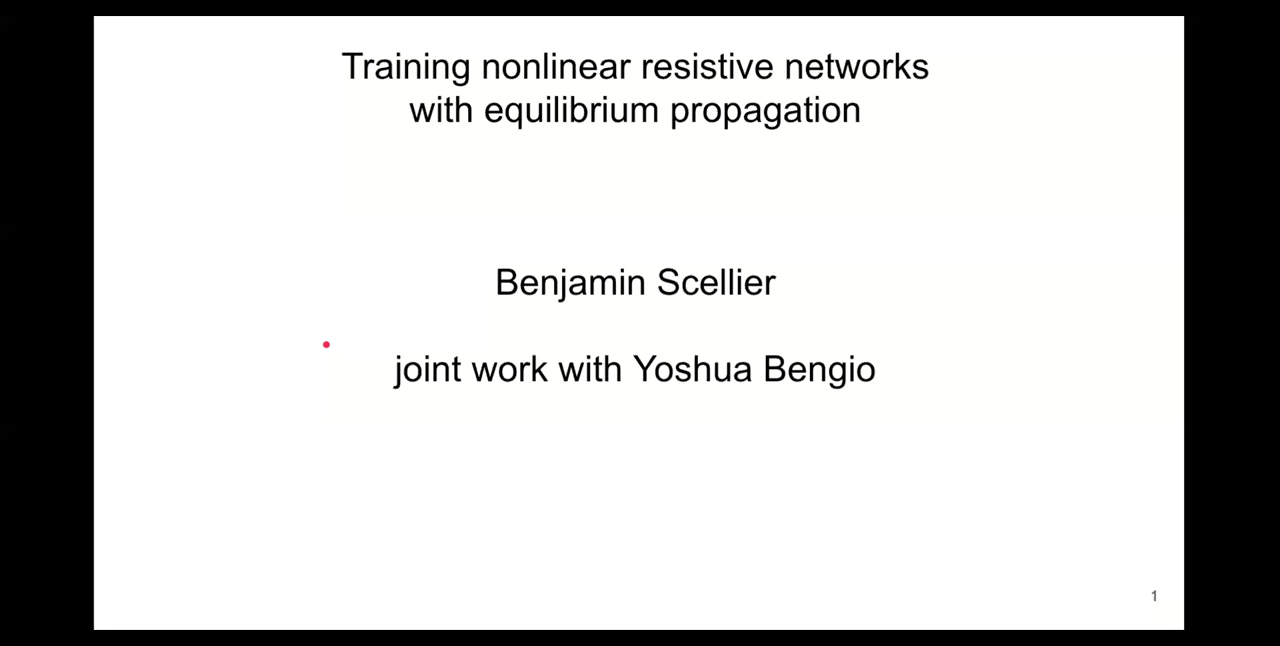 Training nonlinear resistive networks
with equilibrium propagation
Benjamin Scellier
joint work with Yoshua Bengio
1